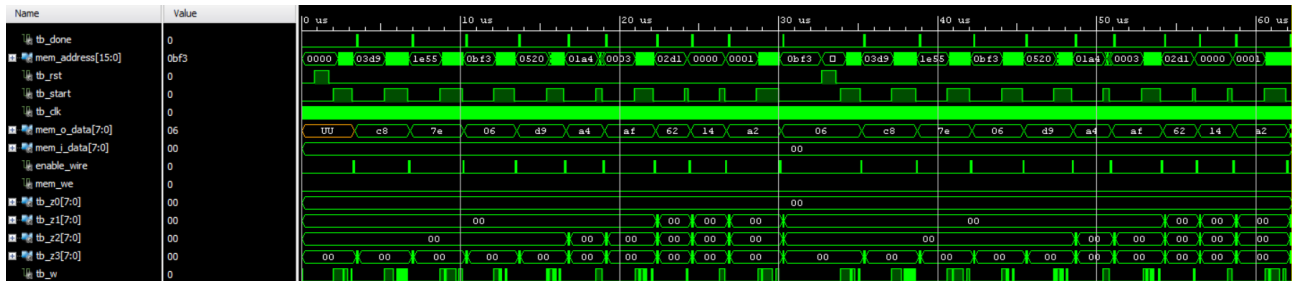 Name Value 0 us 10 us 20 us 30 us 40 us 50 us 60 us
tb_done 0
mem_address[15:0] 0bf3 0000 03d9 1e55 0bf3 0520 01a4 0003 02d1 0000 0001 0bf3 03d9 1e55 0bf3 0520 01a4 0003 02d1 0000 0001
tb_rst 0
tb_start 0
tb_clk 0
mem_o_data[7:0] 06 UU c8 7e 06 d9 a4 af 62 14 a2 06 c8 7e 06 d9 a4 af 62 14 a2
mem_i_data[7:0] 00 00
enable_wire 0
mem_we 0
tb_z0[7:0] 00 00
tb_z1[7:0] 00 00 00 00 00 00 00 00 00
tb_z2[7:0] 00 00 00 00 00 00 00 00 00 00 00 00 00
tb_z3[7:0] 00 00 00 00 00 00 00 00 00 00 00 00 00 00 00 00 00 00 00 00 00
tb_w 0